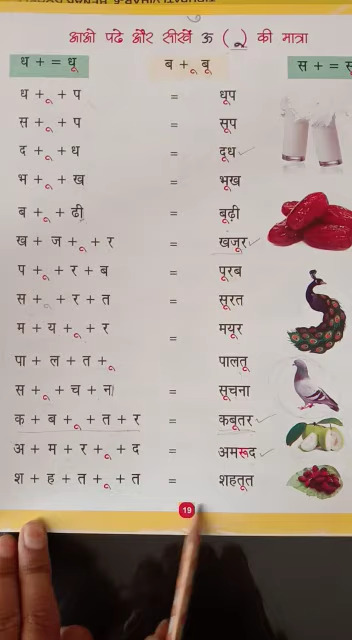 आओ पढे और सीखें ऊ ( ू ) की मात्रा
ध + = धू ब + ू बू स + = स
ध + ू + प = धूप
स + ू + प = सूप
द + ू + ध = दूध
भ + ू + ख = भूख
ब + ू + ढ़ी = बूढ़ी
ख + ज + ू + र = खजूर
प + ू + र + ब = पूरब
स + ू + र + त = सूरत
म + य + ू + र = मयूर
पा + ल + त + ू = पालतू
स + ू + च + ना = सूचना
क + ब + ू + त + र = कबूतर
अ + म + र + ू + द = अमरूद
श + ह + त + ू + त = शहतूत
19